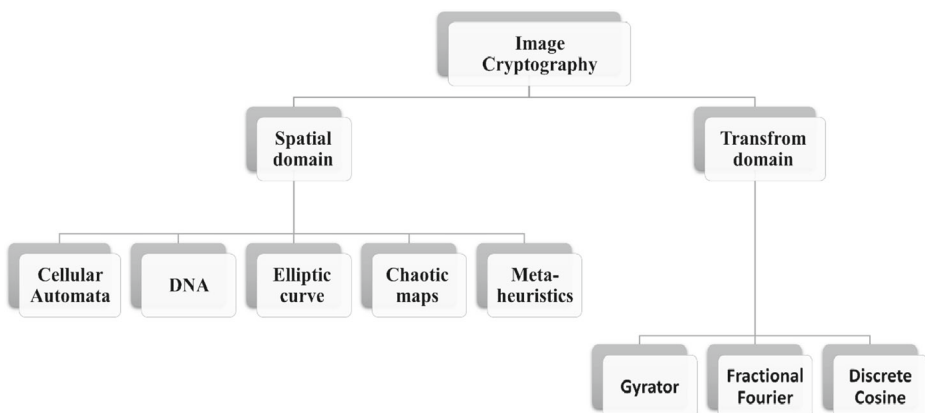 Image
Cryptography
Spatial
domain
Transfrom
domain
Cellular
Automata
DNA
Elliptic
curve
Chaotic
maps
Meta-
heuristics
Gyrator
Fractional
Fourier
Discrete
Cosine